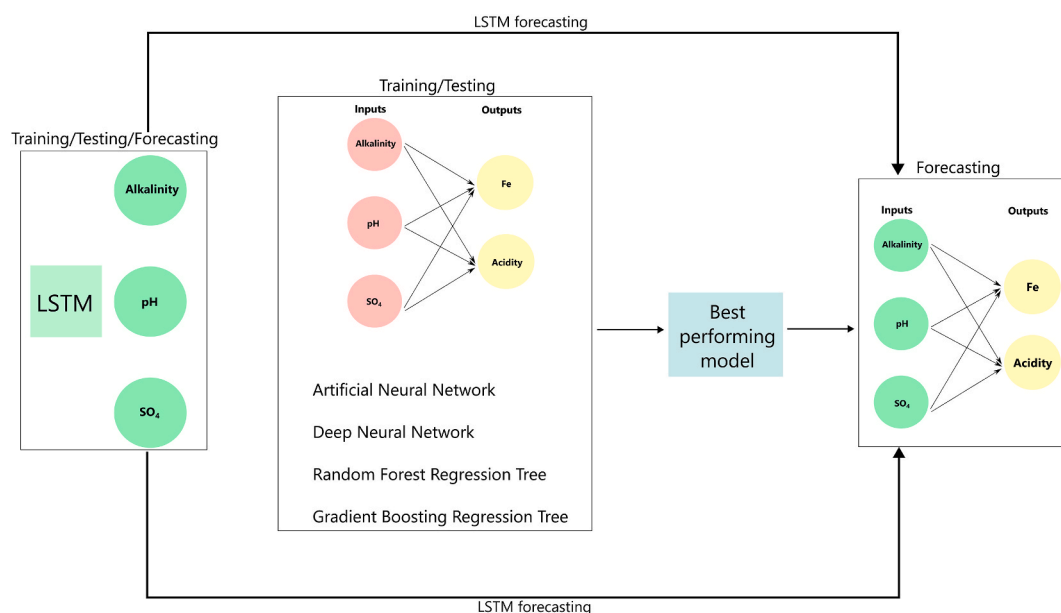 LSTM forecasting
Training/Testing/Forecasting
Alkalinity
LSTM
pH
SO₄
Training/Testing
Inputs
Outputs
Alkalinity
Fe
pH
Acidity
SO₄
Artificial Neural Network
Deep Neural Network
Random Forest Regression Tree
Gradient Boosting Regression Tree
Best
performing
model
Forecasting
Inputs
Outputs
Alkalinity
Fe
pH
Acidity
SO₄
LSTM forecasting